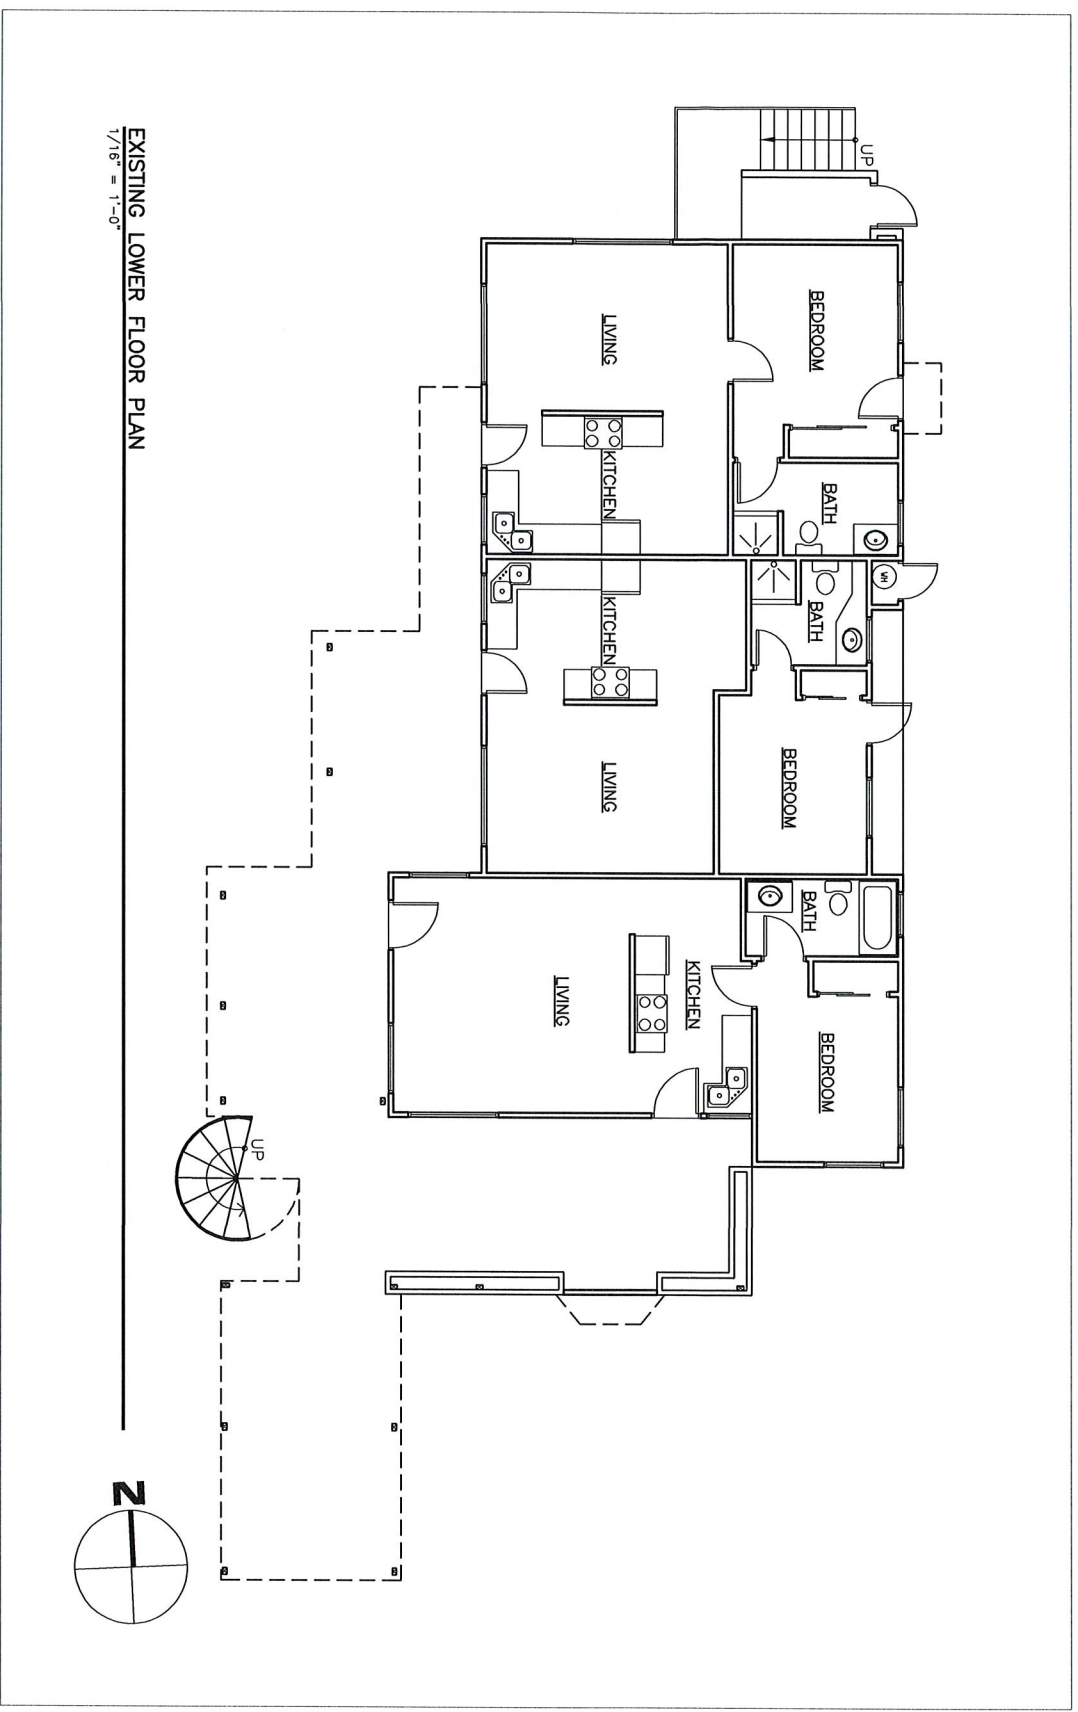 UP
BEDROOM
LIVING
KITCHEN
BATH
WH
BATH
KITCHEN
BEDROOM
LIVING
BATH
KITCHEN
LIVING
BEDROOM
UP
EXISTING LOWER FLOOR PLAN
1/16" = 1'-0"
N